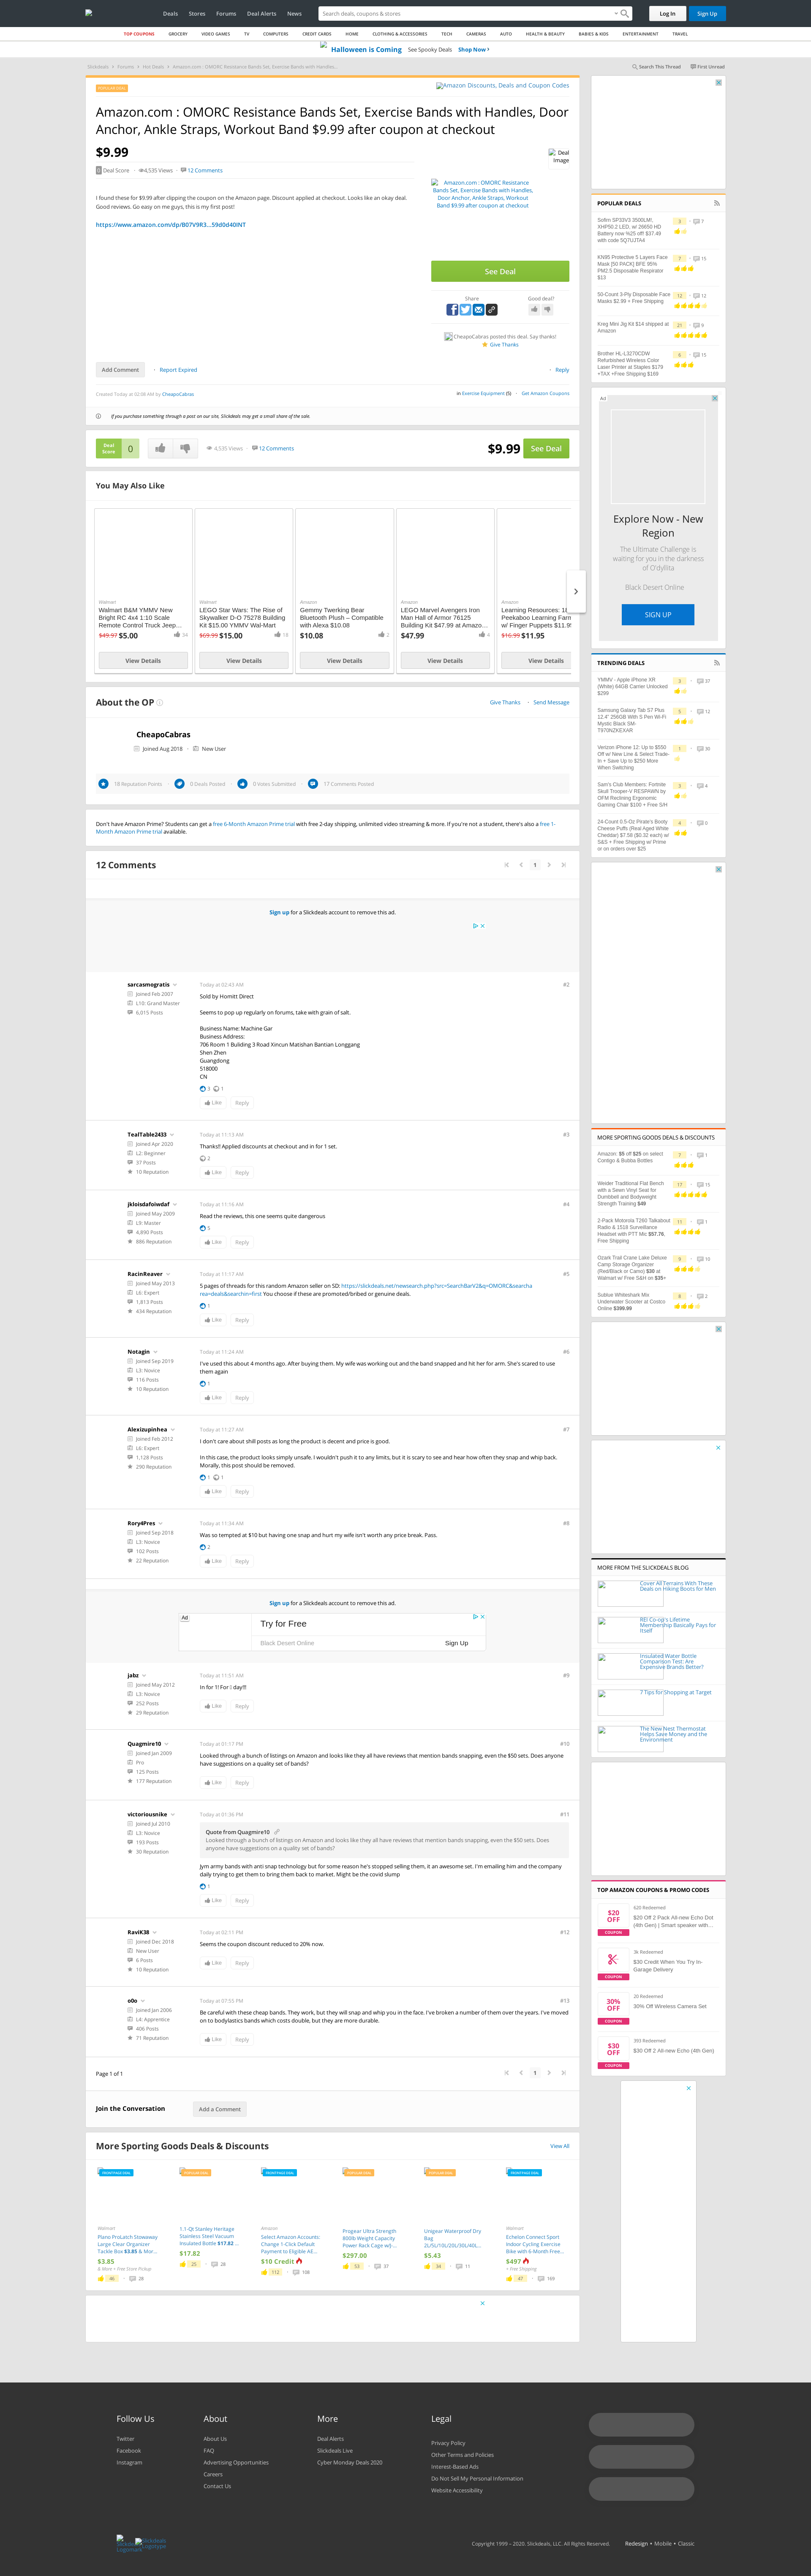 Deals Stores Forums Deal Alerts News
Search deals, coupons & stores
Log In Sign Up
TOP COUPONS GROCERY VIDEO GAMES TV COMPUTERS CREDIT CARDS HOME CLOTHING & ACCESSORIES TECH CAMERAS AUTO HEALTH & BEAUTY BABIES & KIDS ENTERTAINMENT TRAVEL
Halloween is Coming See Spooky Deals Shop Now
Slickdeals › Forums › Hot Deals › Amazon.com : OMORC Resistance Bands Set, Exercise Bands with Handles...
Search This Thread First Unread
POPULAR DEAL
Amazon Discounts, Deals and Coupon Codes
Amazon.com : OMORC Resistance Bands Set, Exercise Bands with Handles, Door
Anchor, Ankle Straps, Workout Band $9.99 after coupon at checkout
$9.99
Deal Image
0 Deal Score 4,535 Views 12 Comments
I found these for $9.99 after clipping the coupon on the Amazon page. Discount applied at checkout. Looks like an okay deal.
Good reviews. Go easy on me guys, this is my first post!
https://www.amazon.com/dp/B07V9R3...59d0d40INT
Amazon.com : OMORC Resistance
Bands Set, Exercise Bands with Handles,
Door Anchor, Ankle Straps, Workout
Band $9.99 after coupon at checkout
See Deal
Share Good deal?
CheapoCabras posted this deal. Say thanks!
Give Thanks
Add Comment Report Expired Reply
Created Today at 02:08 AM by CheapoCabras
in Exercise Equipment (5) Get Amazon Coupons
If you purchase something through a post on our site, Slickdeals may get a small share of the sale.
Deal
Score 0
4,535 Views 12 Comments
$9.99 See Deal
You May Also Like
Walmart
Walmart B&M YMMV New
Bright RC 4x4 1:10 Scale
Remote Control Truck Jeep...
$49.97 $5.00 34
View Details
Walmart
LEGO Star Wars: The Rise of
Skywalker D-O 75278 Building
Kit $15.00 YMMV Wal-Mart
$69.99 $15.00 18
View Details
Amazon
Gemmy Twerking Bear
Bluetooth Plush – Compatible
with Alexa $10.08
$10.08 2
View Details
Amazon
LEGO Marvel Avengers Iron
Man Hall of Armor 76125
Building Kit $47.99 at Amazo...
$47.99 4
View Details
Amazon
Learning Resources: 10
Peekaboo Learning Farm
w/ Finger Puppets $11.95
$16.99 $11.95
View Details
About the OP
Give Thanks Send Message
CheapoCabras
Joined Aug 2018 New User
18 Reputation Points 0 Deals Posted 0 Votes Submitted 17 Comments Posted
Don't have Amazon Prime? Students can get a free 6-Month Amazon Prime trial with free 2-day shipping, unlimited video streaming & more. If you're not a student, there's also a free 1-
Month Amazon Prime trial available.
12 Comments
1
Sign up for a Slickdeals account to remove this ad.
sarcasmogratis
Joined Feb 2007
L10: Grand Master
6,015 Posts
Today at 02:43 AM #2
Sold by Homitt Direct
Seems to pop up regularly on forums, take with grain of salt.
Business Name: Machine Gar
Business Address:
706 Room 1 Buliding 3 Road Xincun Matishan Bantian Longgang
Shen Zhen
Guangdong
518000
CN
3 1
Like Reply
TealTable2433
Joined Apr 2020
L2: Beginner
37 Posts
10 Reputation
Today at 11:13 AM #3
Thanks!! Applied discounts at checkout and in for 1 set.
2
Like Reply
jkloisdafoiwdaf
Joined May 2009
L9: Master
4,890 Posts
886 Reputation
Today at 11:16 AM #4
Read the reviews, this one seems quite dangerous
5
Like Reply
RacinReaver
Joined May 2013
L6: Expert
1,813 Posts
434 Reputation
Today at 11:17 AM #5
5 pages of threads for this random Amazon seller on SD: https://slickdeals.net/newsearch.php?src=SearchBarV2&q=OMORC&searcha
rea=deals&searchin=first You choose if these are promoted/bribed or genuine deals.
1
Like Reply
Notagin
Joined Sep 2019
L3: Novice
116 Posts
10 Reputation
Today at 11:24 AM #6
I've used this about 4 months ago. After buying them. My wife was working out and the band snapped and hit her for arm. She's scared to use
them again
1
Like Reply
Alexizupinhea
Joined Feb 2012
L6: Expert
1,128 Posts
290 Reputation
Today at 11:27 AM #7
I don't care about shill posts as long the product is decent and price is good.
In this case, the product looks simply unsafe. I wouldn't push it to any limits, but it is scary to see and hear how often they snap and whip back.
Morally, this post should be removed.
1 1
Like Reply
Rory4Pres
Joined Sep 2018
L3: Novice
102 Posts
22 Reputation
Today at 11:34 AM #8
Was so tempted at $10 but having one snap and hurt my wife isn't worth any price break. Pass.
2
Like Reply
Sign up for a Slickdeals account to remove this ad.
Ad
Try for Free
Black Desert Online Sign Up
jabz
Joined May 2012
L3: Novice
252 Posts
29 Reputation
Today at 11:51 AM #9
Like Reply
Quagmire10
Joined Jan 2009
Pro
125 Posts
177 Reputation
Today at 01:17 PM #10
Looked through a bunch of listings on Amazon and looks like they all have reviews that mention bands snapping, even the $50 sets. Does anyone
have suggestions on a quality set of bands?
Like Reply
victoriousnike
Joined Jul 2010
L3: Novice
193 Posts
30 Reputation
Today at 01:36 PM #11
Quote from Quagmire10
Looked through a bunch of listings on Amazon and looks like they all have reviews that mention bands snapping, even the $50 sets. Does
anyone have suggestions on a quality set of bands?
Jym army bands with anti snap technology but for some reason he's stopped selling them, it an awesome set. I'm emailing him and the company
daily trying to get them to bring them back to market. Might be the covid slump
1
Like Reply
RaviK38
Joined Dec 2018
New User
6 Posts
10 Reputation
Today at 02:11 PM #12
Seems the coupon discount reduced to 20% now.
Like Reply
o0o
Joined Jan 2006
L4: Apprentice
406 Posts
71 Reputation
Today at 07:55 PM #13
Be careful with these cheap bands. They work, but they will snap and whip you in the face. I've broken a number of them over the years. I've moved
on to bodylastics bands which costs double, but they are more durable.
Like Reply
Page 1 of 1
1
Join the Conversation Add a Comment
More Sporting Goods Deals & Discounts View All
FRONTPAGE DEAL
Walmart
Plano ProLatch Stowaway
Large Clear Organizer
Tackle Box $3.85 & Mor...
$3.85
& More + Free Store Pickup
46 28
POPULAR DEAL
1.1-Qt Stanley Heritage
Stainless Steel Vacuum
Insulated Bottle $17.82 ...
$17.82
25 28
FRONTPAGE DEAL
Amazon
Select Amazon Accounts:
Change 1-Click Default
Payment to Eligible AE...
$10 Credit
112 108
POPULAR DEAL
Progear Ultra Strength
800lb Weight Capacity
Power Rack Cage w/J-...
$297.00
53 37
POPULAR DEAL
Unigear Waterproof Dry
Bag
2L/5L/10L/20L/30L/40L...
$5.43
34 11
FRONTPAGE DEAL
Walmart
Echelon Connect Sport
Indoor Cycling Exercise
Bike with 6 Month Free...
$497
+ Free Shipping
47 169
POPULAR DEALS
Sofirn SP33V3 3500LM!,
XHP50.2 LED, w/ 26650 HD
Battery now %25 off! $37.49
with code 5Q7UJTA4
3 7
KN95 Protective 5 Layers Face
Mask [50 PACK] BFE 95%
PM2.5 Disposable Respirator
$13
7 15
50-Count 3-Ply Disposable Face
Masks $2.99 + Free Shipping
12 12
Kreg Mini Jig Kit $14 shipped at
Amazon
21 9
Brother HL-L3270CDW
Refurbished Wireless Color
Laser Printer at Staples $179
+TAX +Free Shipping $169
6 15
Ad
Explore Now - New
Region
The Ultimate Challenge is
waiting for you in the darkness
of O'dyllita
Black Desert Online
SIGN UP
TRENDING DEALS
YMMV - Apple iPhone XR
(White) 64GB Carrier Unlocked
$299
3 37
Samsung Galaxy Tab S7 Plus
12.4" 256GB With S Pen Wi-Fi
Mystic Black SM-
T970NZKEXAR
5 12
Verizon iPhone 12: Up to $550
Off w/ New Line & Select Trade-
In + Save Up to $250 More
When Switching
1 30
Sam's Club Members: Fortnite
Skull Trooper-V RESPAWN by
OFM Reclining Ergonomic
Gaming Chair $100 + Free S/H
3 4
24-Count 0.5-Oz Pirate's Booty
Cheese Puffs (Real Aged White
Cheddar) $7.58 ($0.32 each) w/
S&S + Free Shipping w/ Prime
or on orders over $25
4 0
MORE SPORTING GOODS DEALS & DISCOUNTS
Amazon: $5 off $25 on select
Contigo & Bubba Bottles
7 1
Weider Traditional Flat Bench
with a Sewn Vinyl Seat for
Dumbbell and Bodyweight
Strength Training $49
17 15
2-Pack Motorola T260 Talkabout
Radio & 1518 Surveillance
Headset with PTT Mic $57.76,
Free Shipping
11 1
Ozark Trail Crane Lake Deluxe
Camp Storage Organizer
(Red/Black or Camo) $30 at
Walmart w/ Free S&H on $35+
9 10
Sublue Whiteshark Mix
Underwater Scooter at Costco
Online $399.99
8 2
MORE FROM THE SLICKDEALS BLOG
Cover All Terrains With These
Deals on Hiking Boots for Men
REI Co-op's Lifetime
Membership Basically Pays for
Itself
Insulated Water Bottle
Comparison Test: Are
Expensive Brands Better?
7 Tips for Shopping at Target
The New Nest Thermostat
Helps Save Money and the
Environment
TOP AMAZON COUPONS & PROMO CODES
$20
OFF
COUPON
620 Redeemed
$20 Off 2 Pack All-new Echo Dot
(4th Gen) | Smart speaker with...
COUPON
3k Redeemed
$30 Credit When You Try In-
Garage Delivery
30%
OFF
COUPON
20 Redeemed
30% Off Wireless Camera Set
$30
OFF
COUPON
393 Redeemed
$30 Off 2 All-new Echo (4th Gen)
Follow Us
Twitter
Facebook
Instagram
About
About Us
FAQ
Advertising Opportunities
Careers
Contact Us
More
Deal Alerts
Slickdeals Live
Cyber Monday Deals 2020
Legal
Privacy Policy
Other Terms and Policies
Interest-Based Ads
Do Not Sell My Personal Information
Website Accessibility
Copyright 1999 – 2020. Slickdeals, LLC. All Rights Reserved. Redesign • Mobile • Classic